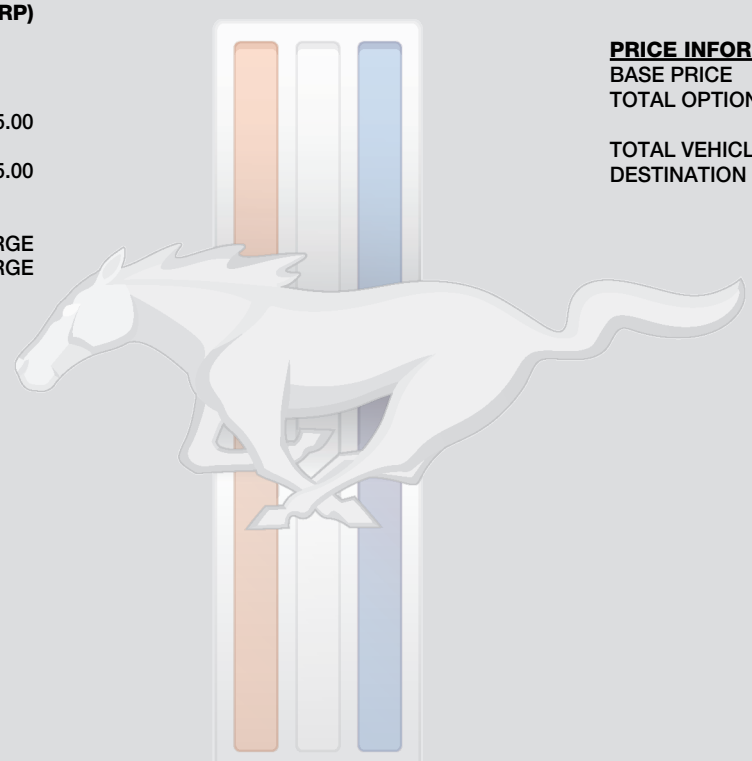 RP)
5.00
5.00
RGE
RGE
PRICE INFOR
BASE PRICE
TOTAL OPTION
TOTAL VEHICL
DESTINATION